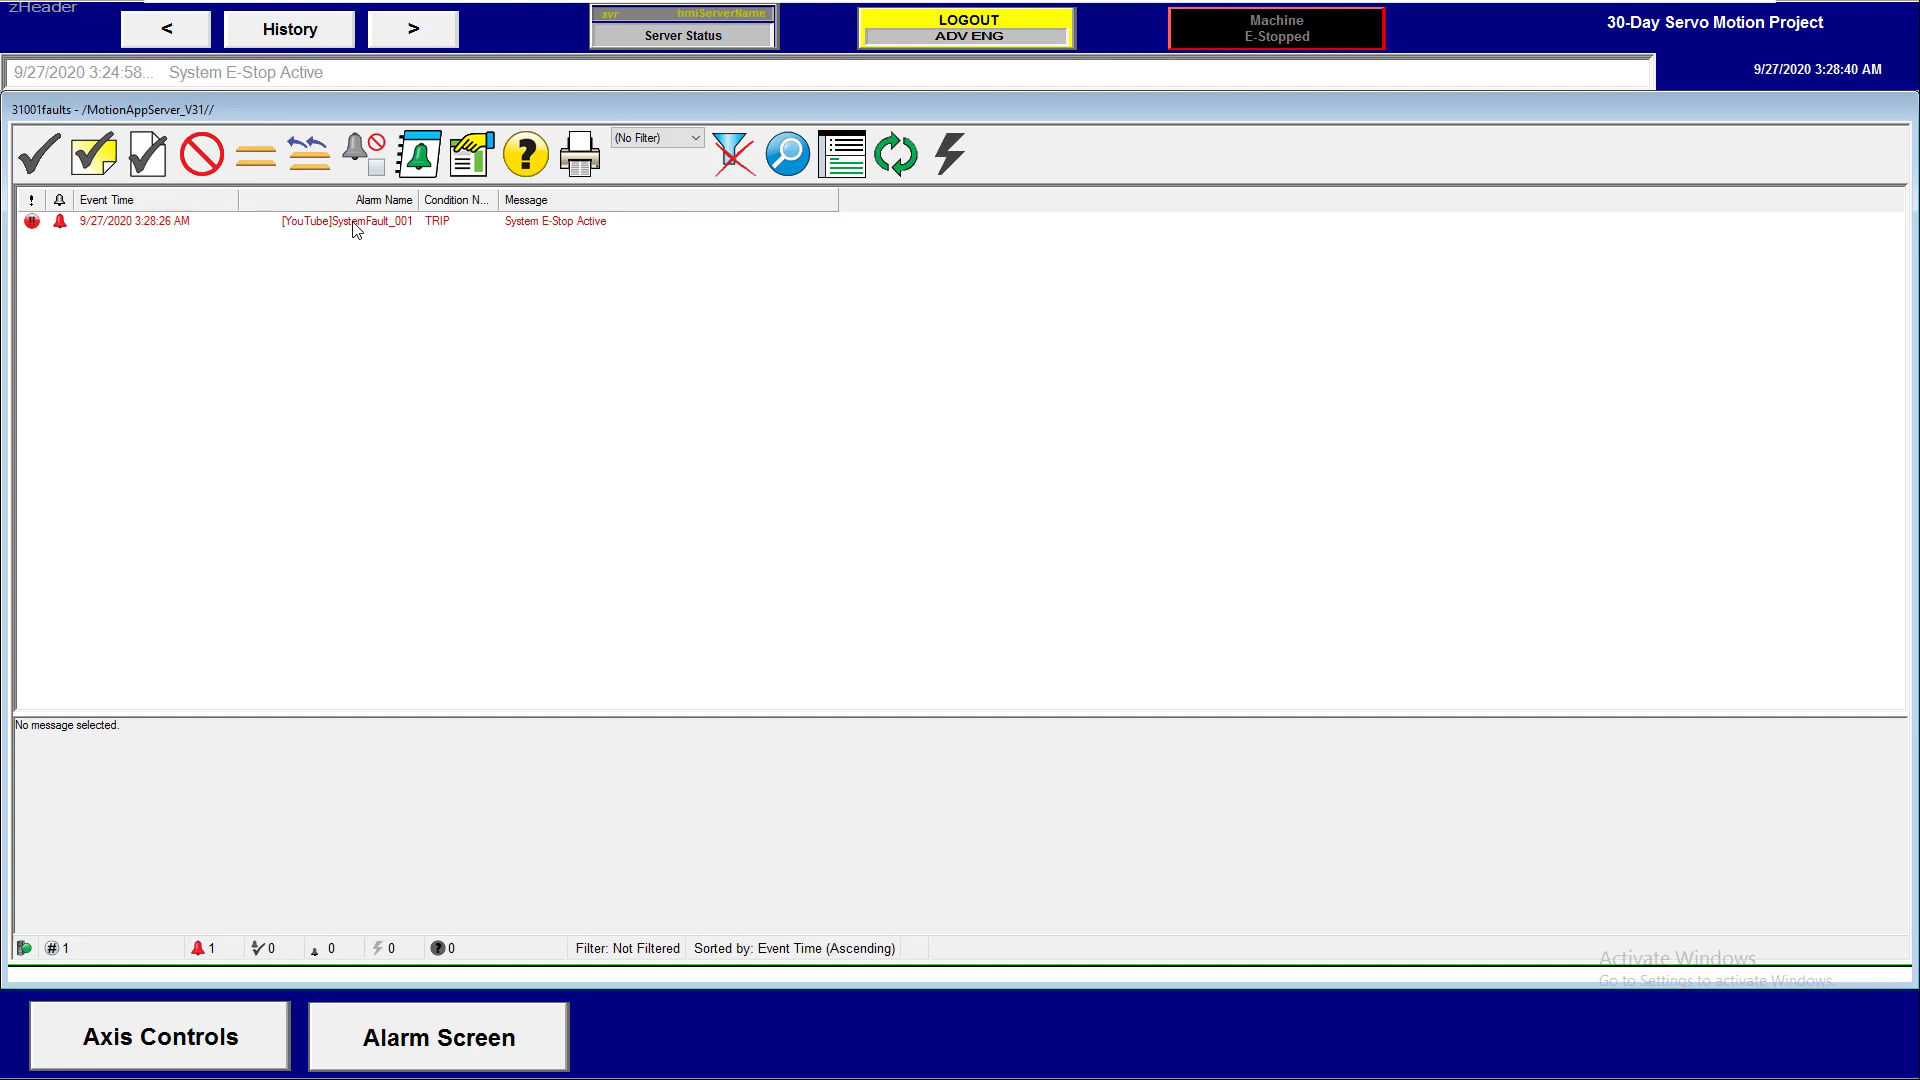 zHeader
<
History
>
svr hmiServerName
Server Status
LOGOUT
ADV ENG
Machine
E-Stopped
30-Day Servo Motion Project
9/27/2020 3:24:58... System E-Stop Active
9/27/2020 3:28:40 AM
31001faults - /MotionAppServer_V31//
(No Filter)
! Event Time Alarm Name Condition N... Message
9/27/2020 3:28:26 AM [YouTube]SystemFault_001 TRIP System E-Stop Active
No message selected.
# 1 1 0 0 0 ? 0 Filter: Not Filtered Sorted by: Event Time (Ascending)
Activate Windows
Go to Settings to activate Windows.
Axis Controls
Alarm Screen